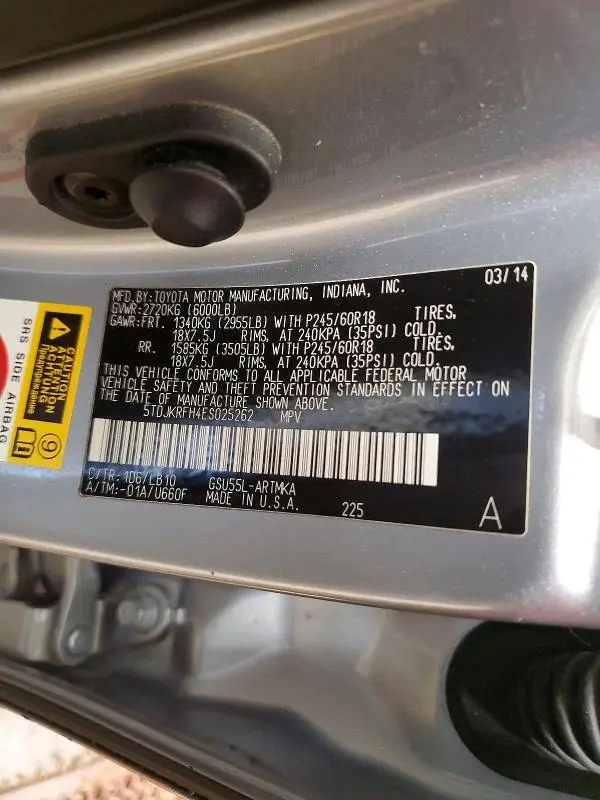 03/14
MFD.BY:TOYOTA MOTOR MANUFACTURING, INDIANA, INC.
GVWR:2720KG (6000LB)
GAWR:FRT. 1340KG (2955LB) WITH P245/60R18 TIRES,
18X7.5J RIMS, AT 240KPA (35PSI) COLD.
RR. 1585KG (3505LB) WITH P245/60R18 TIRES,
18X7.5J RIMS, AT 240KPA (35PSI) COLD.
THIS VEHICLE CONFORMS TO ALL APPLICABLE FEDERAL MOTOR
VEHICLE SAFETY AND THEFT PREVENTION STANDARDS IN EFFECT ON
THE DATE OF MANUFACTURE SHOWN ABOVE.
5TDJKRFH4ES025262 MPV
C/TR: 1D6/LB10 GSU55L-ARTMKA
A/TM:-01A/U660F MADE IN U.S.A. 225 A
SRS SIDE AIRBAG
CAUTION
ATTENTION
ACHTUNG
Предупреждение
9
i